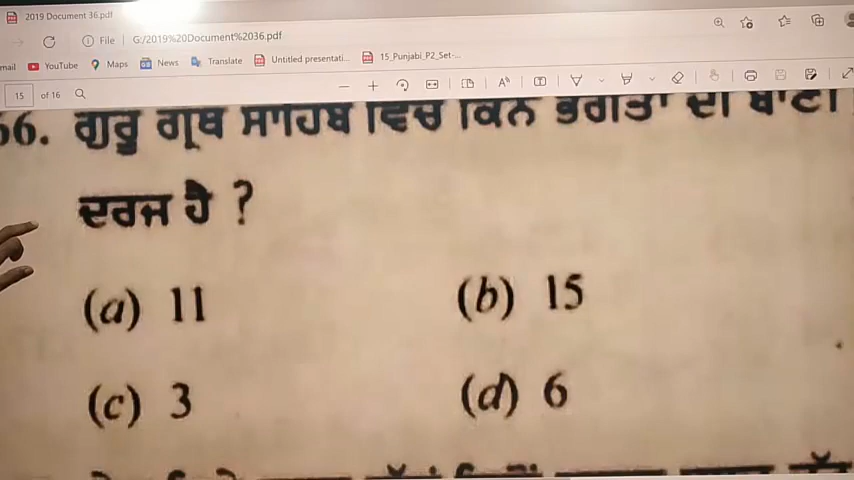 2019 Document 36.pdf
File | G:/2019%20Document%2036.pdf
mail YouTube Maps News Translate Untitled presentati... 15_Punjabi_P2_Set-...
15 of 16
66. ਗੁਰੂ ਗ੍ਰੰਥ ਸਾਹਿਬ ਵਿਚ ਕਿੰਨੇ ਭਗਤਾਂ ਦੀ ਬਾਣੀ
ਦਰਜ ਹੈ ?
(a) 11 (b) 15
(c) 3 (d) 6